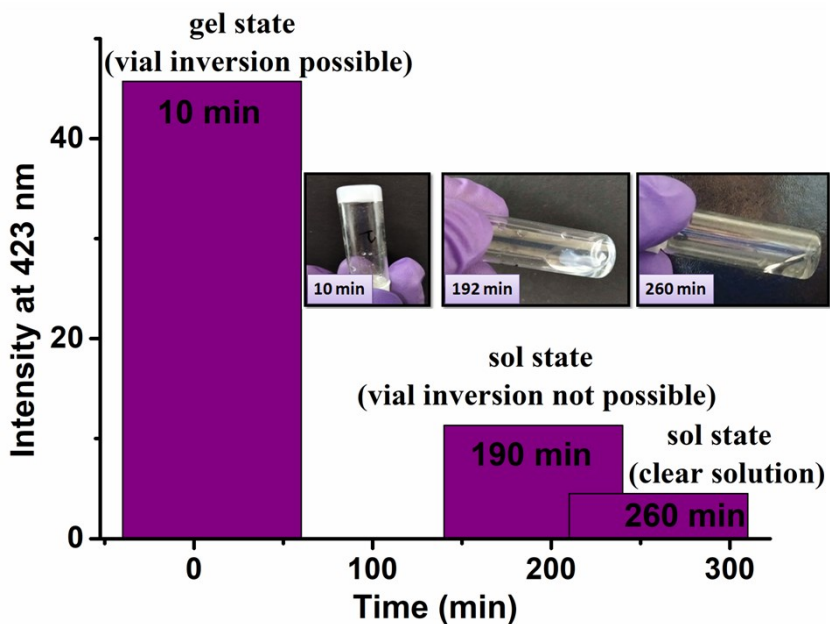 gel state
(vial inversion possible)
10 min
10 min
192 min
260 min
sol state
(vial inversion not possible)
sol state
(clear solution)
190 min
260 min
Intensity at 423 nm
40
20
0
0
100
200
300
Time (min)